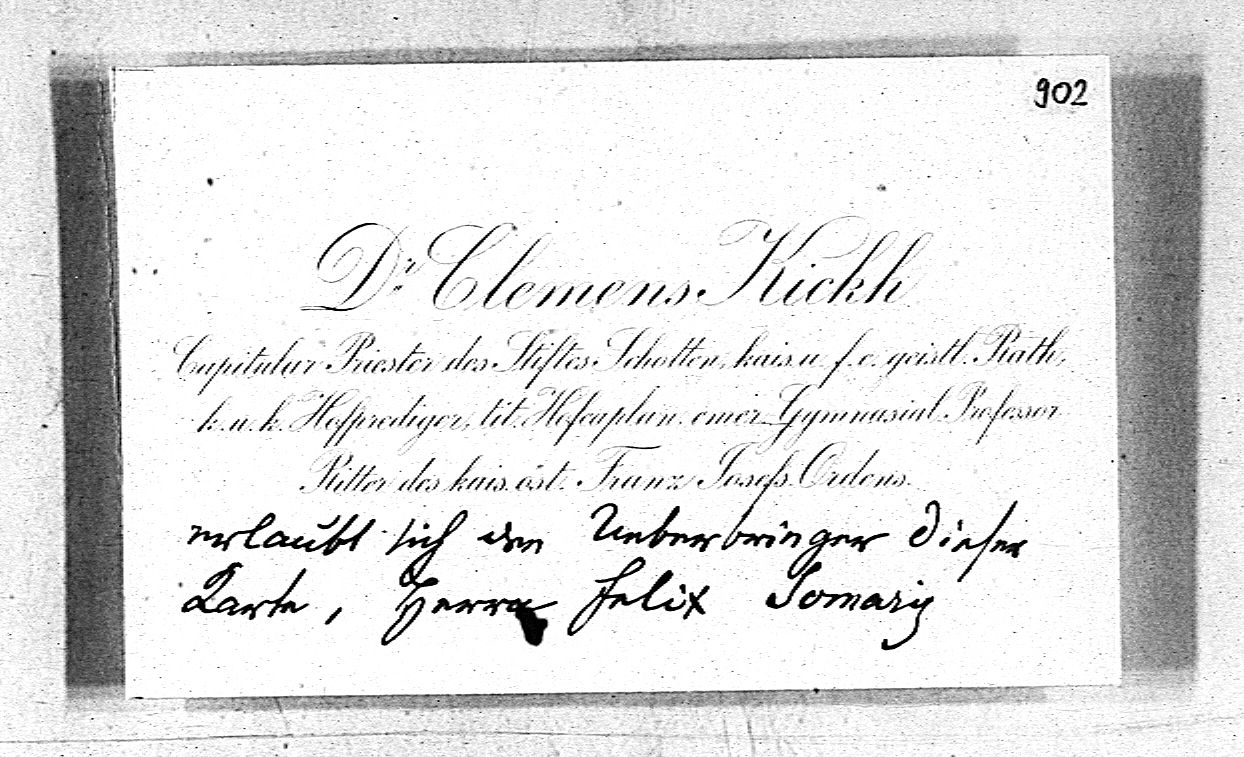 902
Dr. Clemens Kickh
Capitular Priester des Stiftes Schotten, kais. u. f. e. geistl. Rath,
k. u. k. Hofprediger, tit. Hofcaplan, emer. Gymnasial Professor
Ritter des kais. öst. Franz Josefs Ordens.
erlaubt sich den Ueberbringer dieser
Karte, Herrn Felix Somary